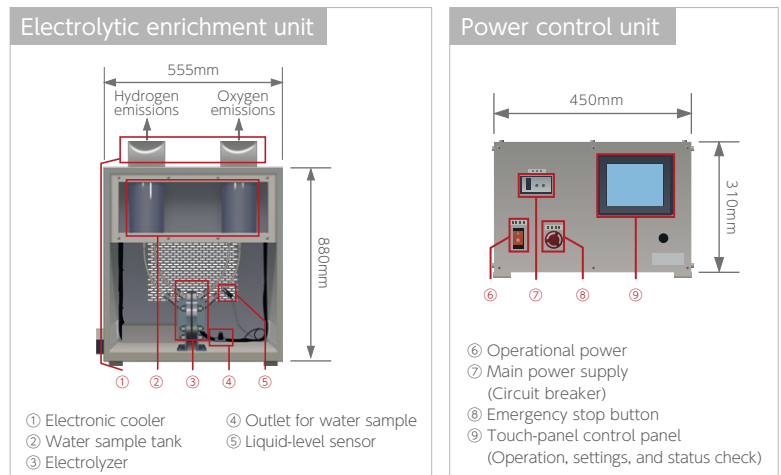 Electrolytic enrichment unit
555mm
Hydrogen
emissions
Oxygen
emissions
880mm
① ② ③ ④ ⑤
① Electronic cooler
② Water sample tank
③ Electrolyzer
④ Outlet for water sample
⑤ Liquid-level sensor
Power control unit
450mm
310mm
⑥ ⑦ ⑧ ⑨
⑥ Operational power
⑦ Main power supply
(Circuit breaker)
⑧ Emergency stop button
⑨ Touch-panel control panel
(Operation, settings, and status check)